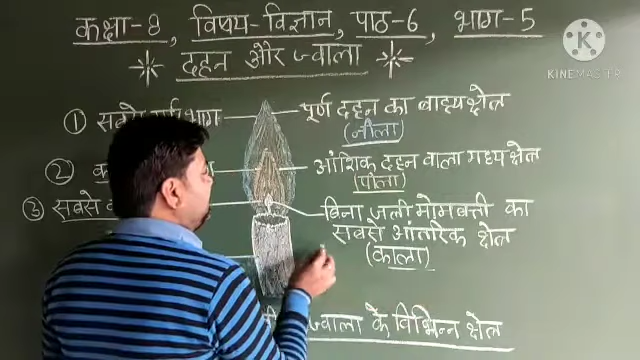 कक्षा-8, विषय-विज्ञान, पाठ-6, भाग-5
दहन और ज्वाला
KINEMASTER
① सबसे भाग
पूर्ण दहन का बाह्य क्षेत्र
(नीला)
②
आंशिक दहन वाला मध्य क्षेत्र
(पीला)
③ सबसे
बिना जली मोमबत्ती का
सबसे आंतरिक क्षेत्र
(काला)
ज्वाला के विभिन्न क्षेत्र